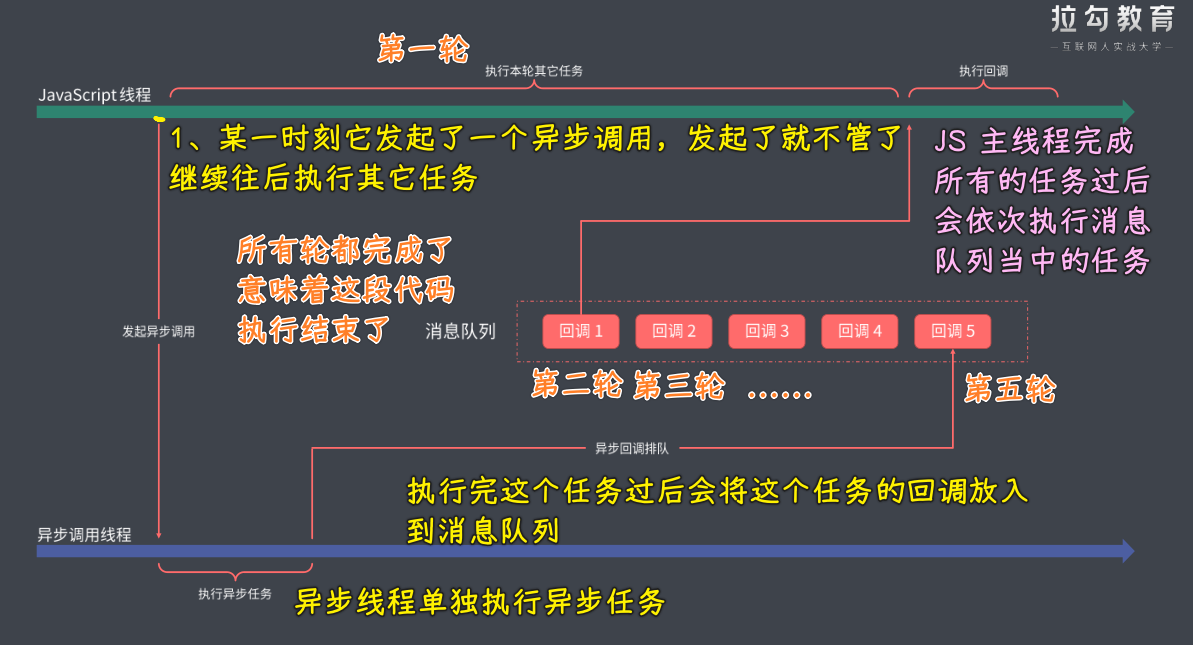 拉勾教育
—互联网人实战大学—
第一轮
执行本轮其它任务
执行回调
JavaScript 线程
1、某一时刻它发起了一个异步调用，发起了就不管了
继续往后执行其它任务
JS 主线程完成
所有的任务过后
会依次执行消息
队列当中的任务
所有轮都完成了
意味着这段代码
执行结束了
发起异步调用
消息队列
回调 1
回调 2
回调 3
回调 4
回调 5
第二轮
第三轮
......
第五轮
异步回调排队
执行完这个任务过后会将这个任务的回调放入
到消息队列
异步调用线程
执行异步任务
异步线程单独执行异步任务